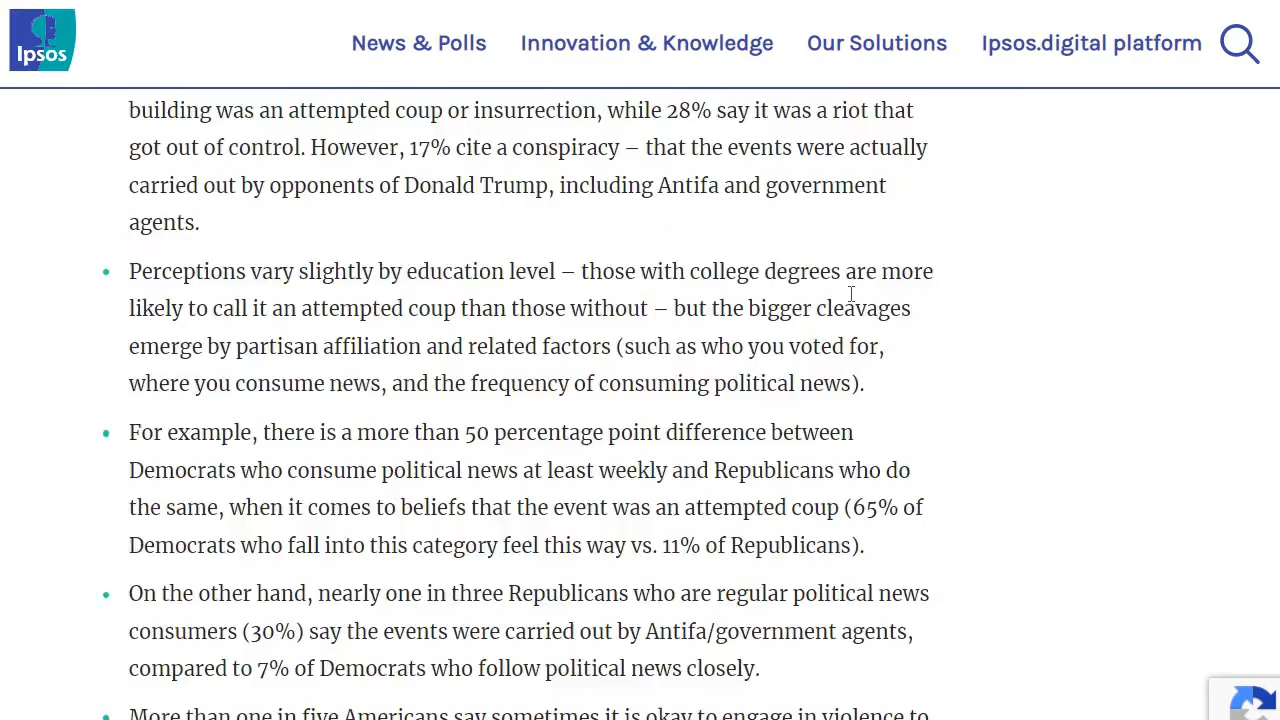 Ipsos
News & Polls
Innovation & Knowledge
Our Solutions
Ipsos.digital platform
building was an attempted coup or insurrection, while 28% say it was a riot that
got out of control. However, 17% cite a conspiracy – that the events were actually
carried out by opponents of Donald Trump, including Antifa and government
agents.
• Perceptions vary slightly by education level – those with college degrees are more
likely to call it an attempted coup than those without – but the bigger cleavages
emerge by partisan affiliation and related factors (such as who you voted for,
where you consume news, and the frequency of consuming political news).
• For example, there is a more than 50 percentage point difference between
Democrats who consume political news at least weekly and Republicans who do
the same, when it comes to beliefs that the event was an attempted coup (65% of
Democrats who fall into this category feel this way vs. 11% of Republicans).
• On the other hand, nearly one in three Republicans who are regular political news
consumers (30%) say the events were carried out by Antifa/government agents,
compared to 7% of Democrats who follow political news closely.
• More than one in five Americans say sometimes it is okay to engage in violence to